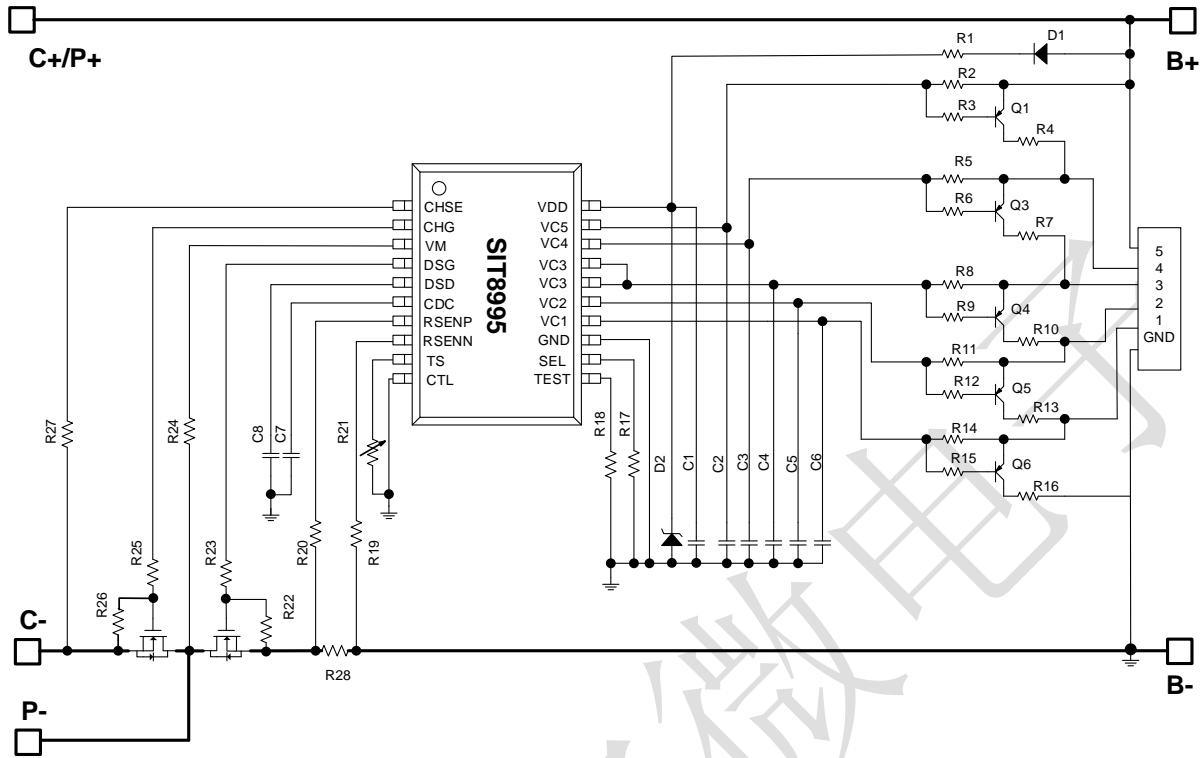 C+/P+
B+
R1
D1
R2
R3
Q1
R4
R5
R6
Q3
R7
R8
R9
Q4
R10
R11
R12
Q5
R13
R14
R15
Q6
R16
5
4
3
2
1
GND
SIT8995
CHSE
CHG
VM
DSG
DSD
CDC
RSENP
RSENN
TS
CTL
VDD
VC5
VC4
VC3
VC3
VC2
VC1
GND
SEL
TEST
R27
R24
C8
C7
R21
R18
R17
D2
C1
C2
C3
C4
C5
C6
R25
R23
R20
R19
R26
R22
R28
C-
P-
B-
微电子